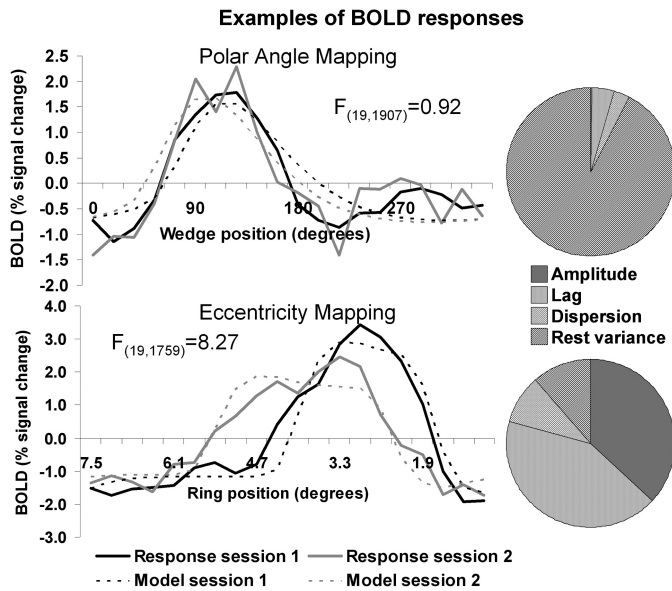 Examples of BOLD responses
Polar Angle Mapping
BOLD (% signal change)
2.5
2.0
1.5
1.0
0.5
0.0
-0.5
-1.0
-1.5
-2.0
F(19,1907)=0.92
0 90 180 270
Wedge position (degrees)
Amplitude
Lag
Dispersion
Rest variance
Eccentricity Mapping
BOLD (% signal change)
4.0
3.0
2.0
1.0
0.0
-1.0
-2.0
-3.0
F(19,1759)=8.27
7.5 6.1 4.7 3.3 1.9
Ring position (degrees)
Response session 1 Response session 2
Model session 1 Model session 2